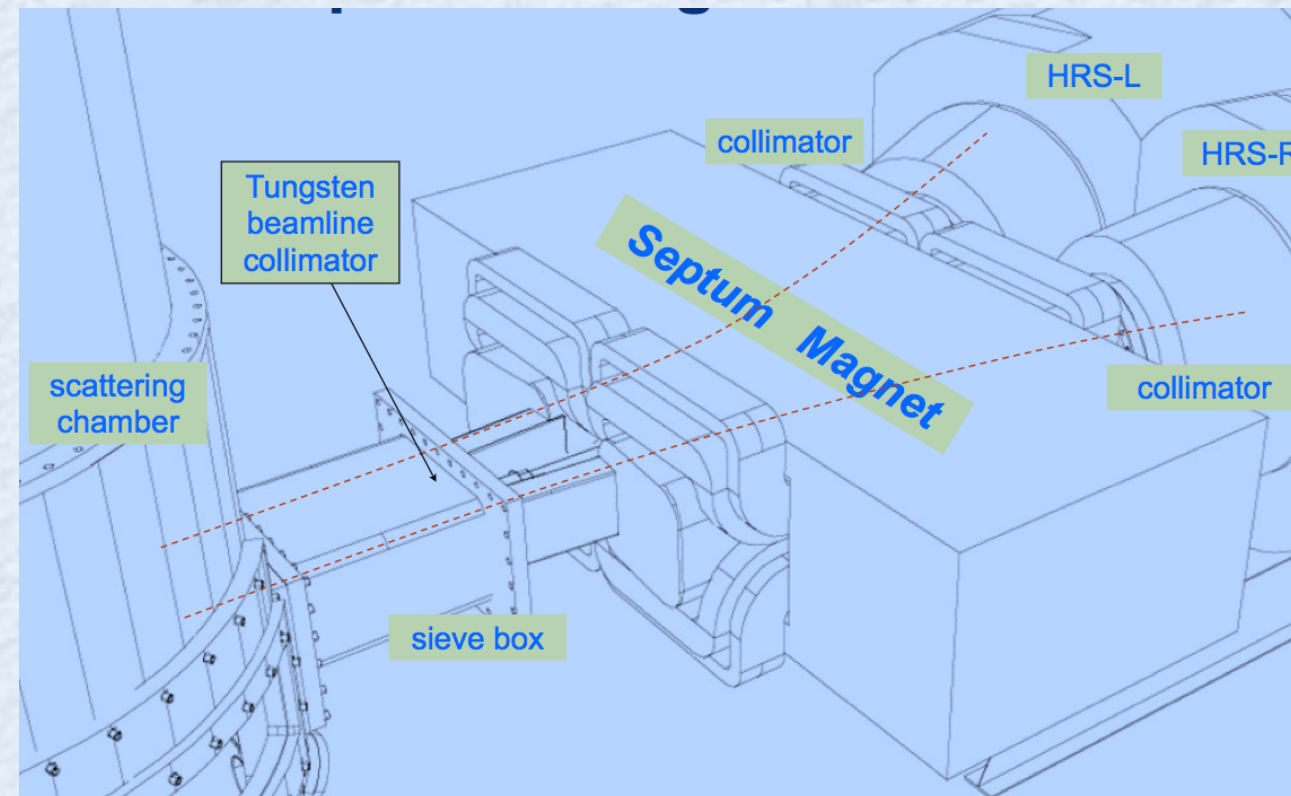 HRS-L
collimator
HRS-R
Tungsten
beamline
collimator
Septum Magnet
scattering
chamber
collimator
sieve box